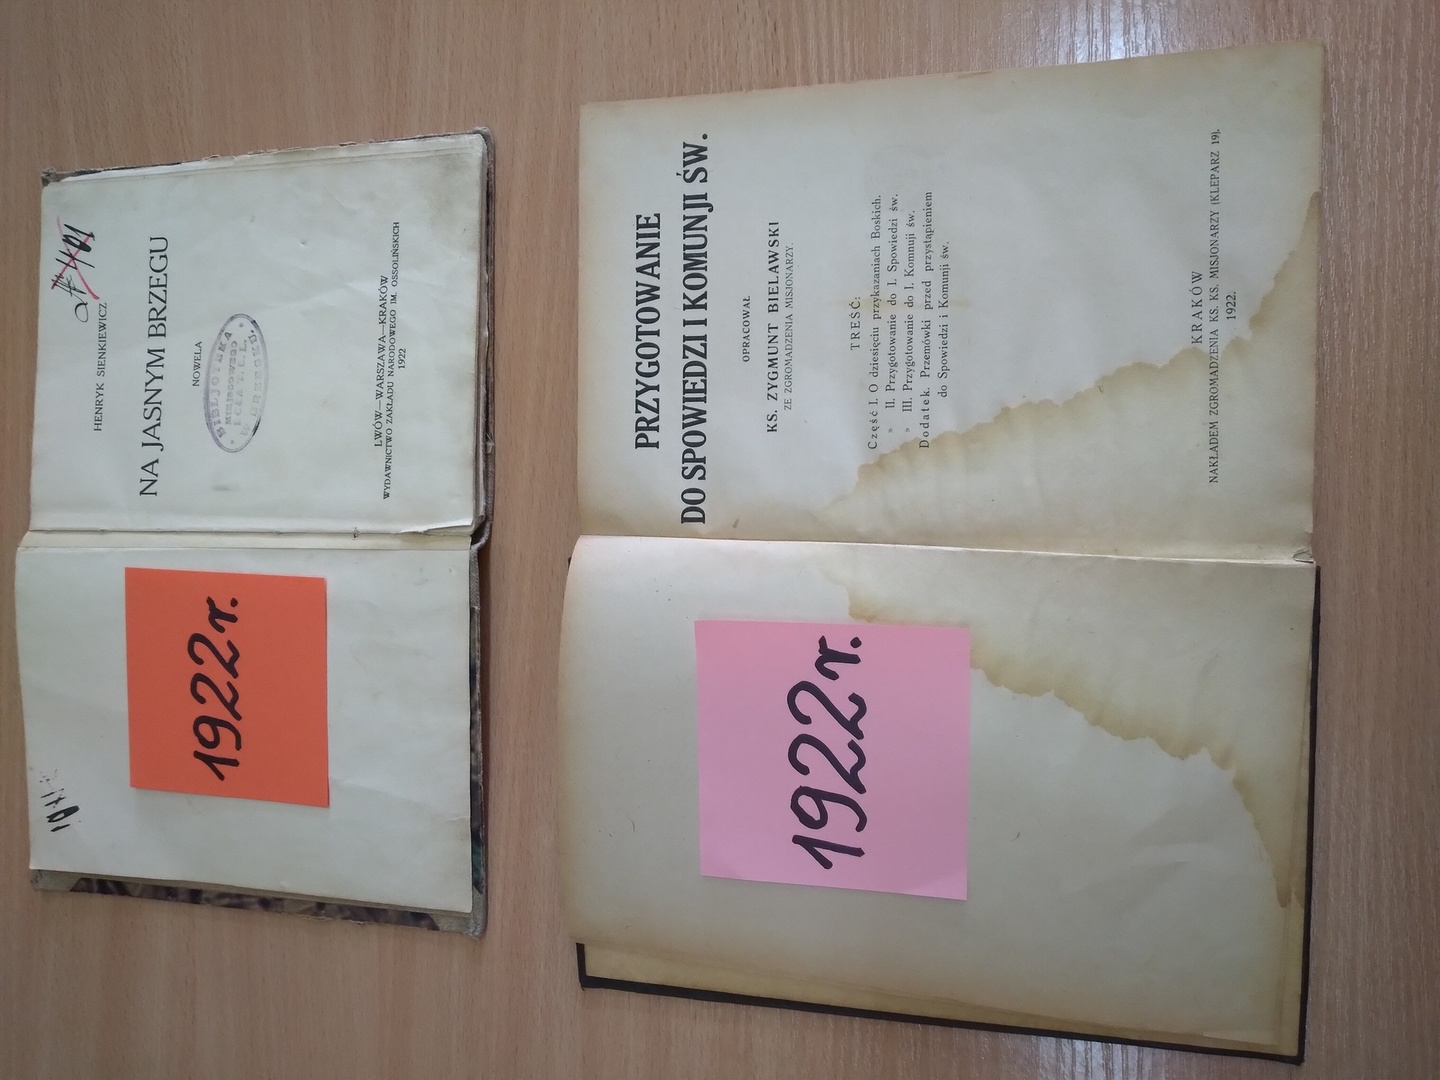 HENRYK SIENKIEWICZ
NA JASNYM BRZEGU
NOWELA
BIBLJOTEKA
MIEJSCOWEGO
KOŁA T. S. L.
LWÓW—WARSZAWA—KRAKÓW
WYDAWNICTWO ZAKŁADU NARODOWEGO IM. OSSOLIŃSKICH
1922
1922r.
PRZYGOTOWANIE
DO SPOWIEDZI I KOMUNJI ŚW.
OPRACOWAŁ
KS. ZYGMUNT BIELAWSKI
ZE ZGROMADZENIA MISJONARZY.
TREŚĆ:
Część I. O dziesięciu przykazaniach Boskich.
» II. Przygotowanie do I. Spowiedzi św.
» III. Przygotowanie do I. Komunji św.
Dodatek. Przemówki przed przystąpieniem
do Spowiedzi i Komunji św.
KRAKÓW
NAKŁADEM ZGROMADZENIA KS. KS. MISJONARZY (KLEPARZ 19).
1922.
1922r.